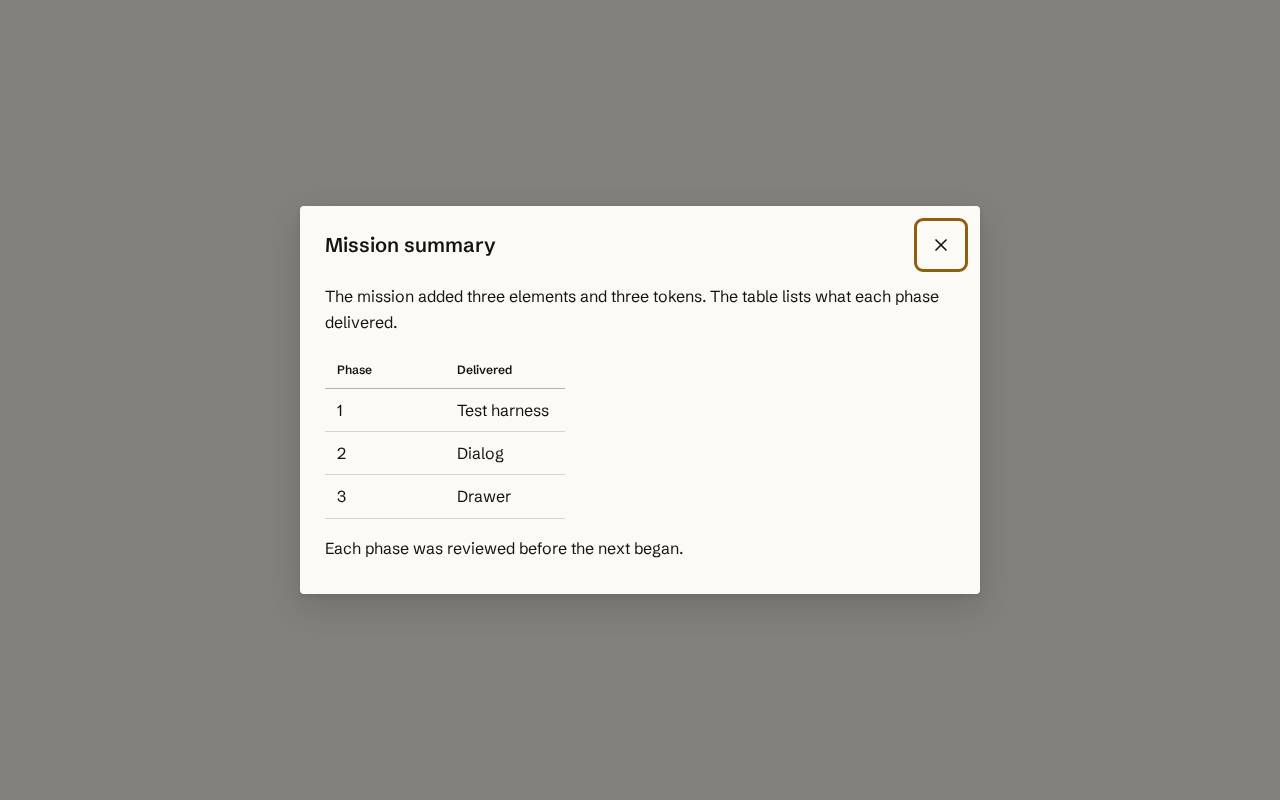 Mission summary
The mission added three elements and three tokens. The table lists what each phase
delivered.
Phase Delivered
1 Test harness
2 Dialog
3 Drawer
Each phase was reviewed before the next began.